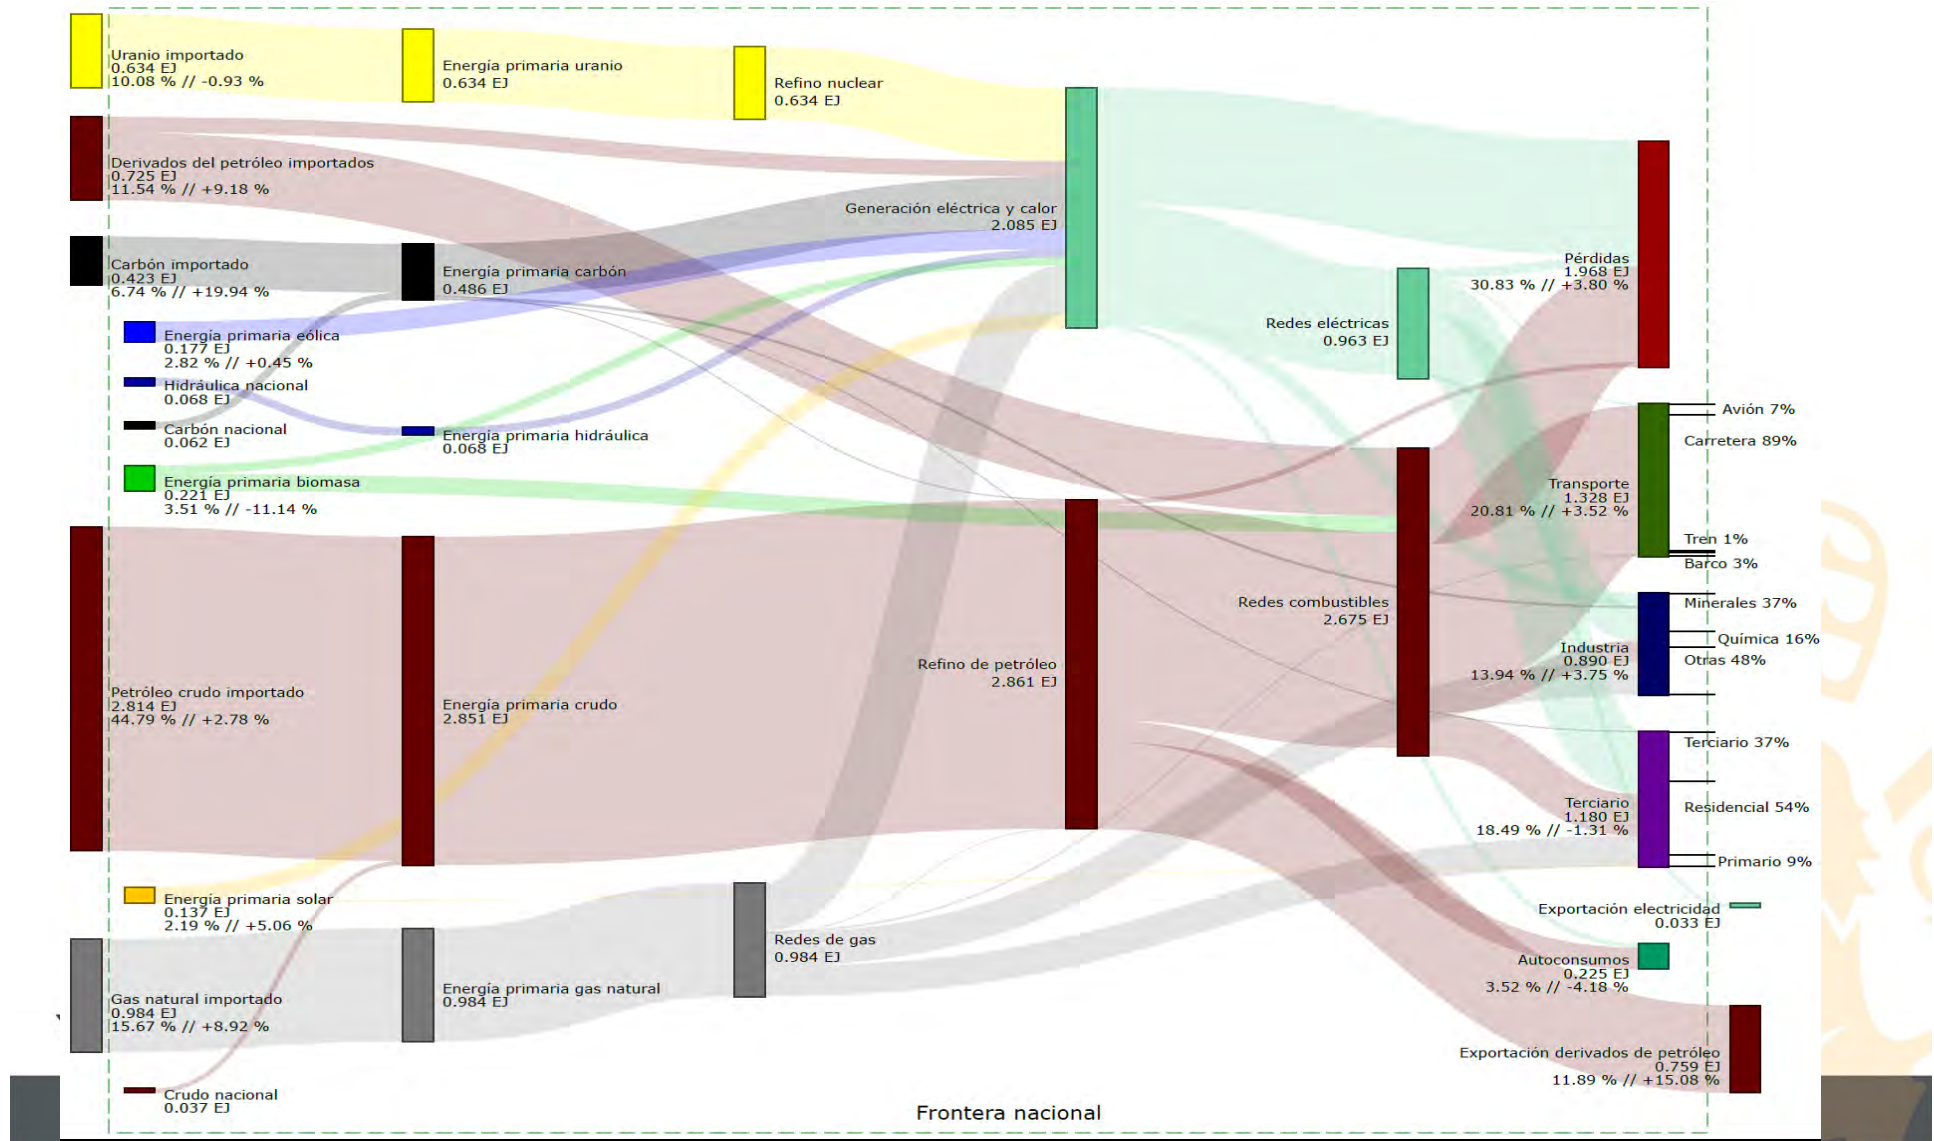 Uranio importado
0.634 EJ
10.08 % // -0.93 %
Energía primaria uranio
0.634 EJ
Refino nuclear
0.634 EJ
Derivados del petróleo importados
0.725 EJ
11.54 % // +9.18 %
Generación eléctrica y calor
2.085 EJ
Carbón importado
0.423 EJ
6.74 % // +19.94 %
Energía primaria carbón
0.486 EJ
Pérdidas
1.968 EJ
30.83 % // +3.80 %
Energía primaria eólica
0.177 EJ
2.82 % // +0.45 %
Redes eléctricas
0.963 EJ
Hidráulica nacional
0.068 EJ
Carbón nacional
0.062 EJ
Energía primaria hidráulica
0.068 EJ
Avión 7%
Carretera 89%
Energía primaria biomasa
0.221 EJ
3.51 % // -11.14 %
Transporte
1.328 EJ
20.81 % // +3.52 %
Tren 1%
Barco 3%
Redes combustibles
2.675 EJ
Minerales 37%
Química 16%
Otras 48%
Industria
0.890 EJ
13.94 % // +3.75 %
Refino de petróleo
2.861 EJ
Petróleo crudo importado
2.814 EJ
44.79 % // +2.78 %
Energía primaria crudo
2.851 EJ
Terciario 37%
Residencial 54%
Primario 9%
Terciario
1.180 EJ
18.49 % // -1.31 %
Energía primaria solar
0.137 EJ
2.19 % // +5.06 %
Exportación electricidad
0.033 EJ
Redes de gas
0.984 EJ
Autoconsumos
0.225 EJ
3.52 % // -4.18 %
Gas natural importado
0.984 EJ
15.67 % // +8.92 %
Energía primaria gas natural
0.984 EJ
Exportación derivados de petróleo
0.759 EJ
11.89 % // +15.08 %
Crudo nacional
0.037 EJ
Frontera nacional